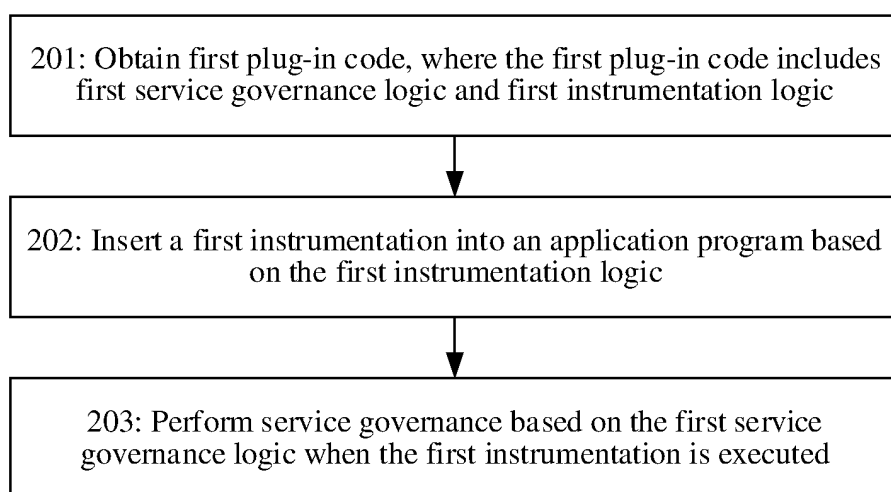 201: Obtain first plug-in code, where the first plug-in code includes
first service governance logic and first instrumentation logic
202: Insert a first instrumentation into an application program based
on the first instrumentation logic
203: Perform service governance based on the first service
governance logic when the first instrumentation is executed